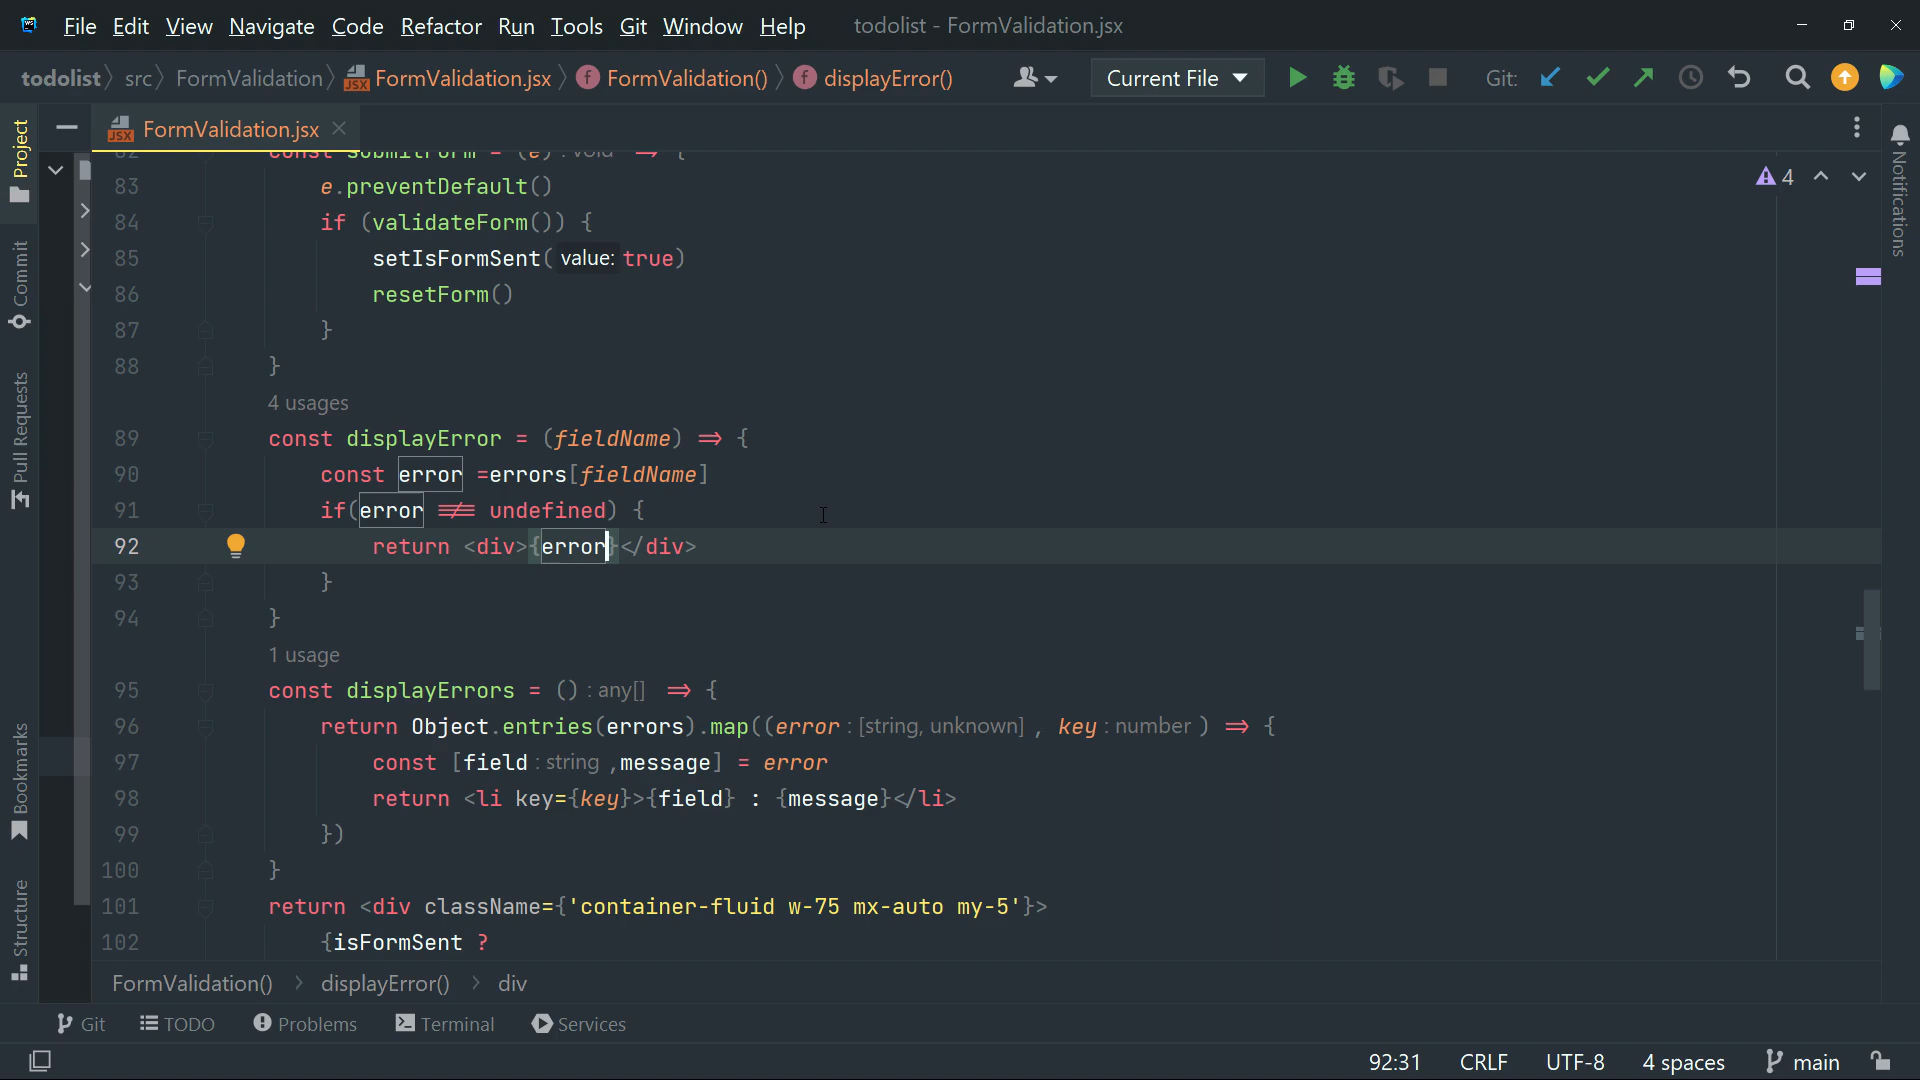 File Edit View Navigate Code Refactor Run Tools Git Window Help todolist - FormValidation.jsx
todolist src FormValidation FormValidation.jsx FormValidation() displayError() Current File Git:
FormValidation.jsx
Project
Commit
Pull Requests
Bookmarks
Structure
Notifications
4
82 const submitForm = (e) : void ⇒ {
83 e.preventDefault()
84 if (validateForm()) {
85 setIsFormSent( value: true)
86 resetForm()
87 }
88 }
4 usages
89 const displayError = (fieldName) ⇒ {
90 const error =errors[fieldName]
91 if(error !== undefined) {
92 return <div>{error}</div>
93 }
94 }
1 usage
95 const displayErrors = () : any[] ⇒ {
96 return Object.entries(errors).map((error : [string, unknown] , key : number ) ⇒ {
97 const [field : string ,message] = error
98 return <li key={key}>{field} : {message}</li>
99 })
100 }
101 return <div className={'container-fluid w-75 mx-auto my-5'}>
102 {isFormSent ?
FormValidation() displayError() div
Git TODO Problems Terminal Services
92:31 CRLF UTF-8 4 spaces main